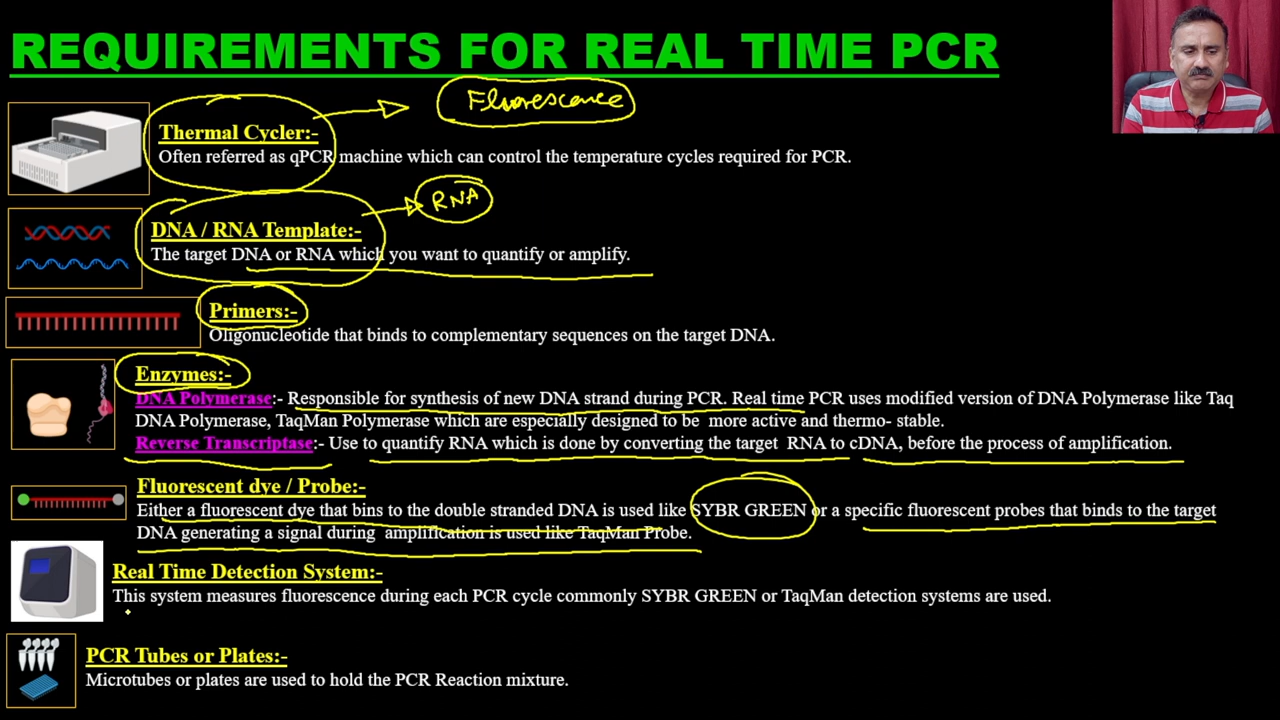 REQUIREMENTS FOR REAL TIME PCR
Fluorescence
Thermal Cycler:-
Often referred as qPCR machine which can control the temperature cycles required for PCR.
RNA
DNA / RNA Template:-
The target DNA or RNA which you want to quantify or amplify.
Primers:-
Oligonucleotide that binds to complementary sequences on the target DNA.
Enzymes:-
DNA Polymerase:- Responsible for synthesis of new DNA strand during PCR. Real time PCR uses modified version of DNA Polymerase like Taq
DNA Polymerase, TaqMan Polymerase which are especially designed to be more active and thermo- stable.
Reverse Transcriptase:- Use to quantify RNA which is done by converting the target RNA to cDNA, before the process of amplification.
Fluorescent dye / Probe:-
Either a fluorescent dye that bins to the double stranded DNA is used like SYBR GREEN or a specific fluorescent probes that binds to the target
DNA generating a signal during amplification is used like TaqMan Probe.
Real Time Detection System:-
This system measures fluorescence during each PCR cycle commonly SYBR GREEN or TaqMan detection systems are used.
PCR Tubes or Plates:-
Microtubes or plates are used to hold the PCR Reaction mixture.